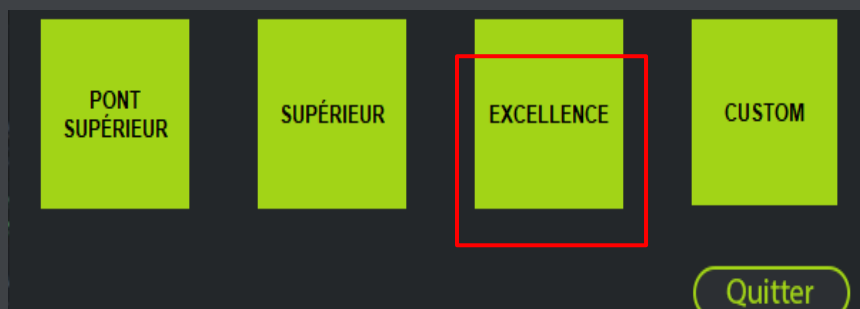 PONT
SUPÉRIEUR
SUPÉRIEUR
EXCELLENCE
CUSTOM
Quitter